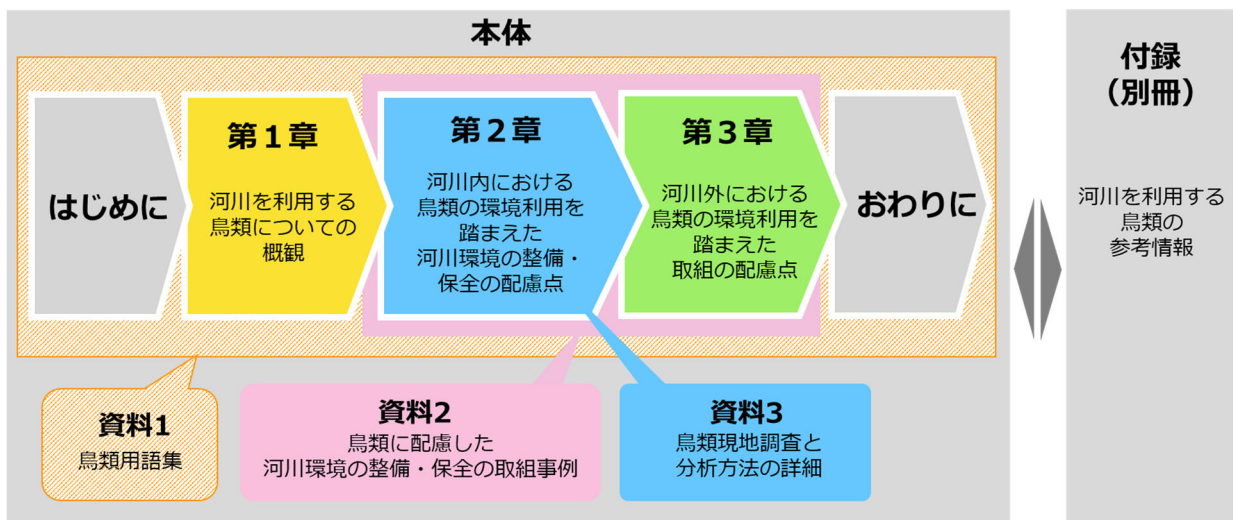 本体
はじめに
第1章
河川を利用する
鳥類についての
概観
第2章
河川内における
鳥類の環境利用を
踏まえた
河川環境の整備・
保全の配慮点
第3章
河川外における
鳥類の環境利用を
踏まえた
取組の配慮点
おわりに
資料1
鳥類用語集
資料2
鳥類に配慮した
河川環境の整備・保全の取組事例
資料3
鳥類現地調査と
分析方法の詳細
付録
（別冊）
河川を利用する
鳥類の
参考情報